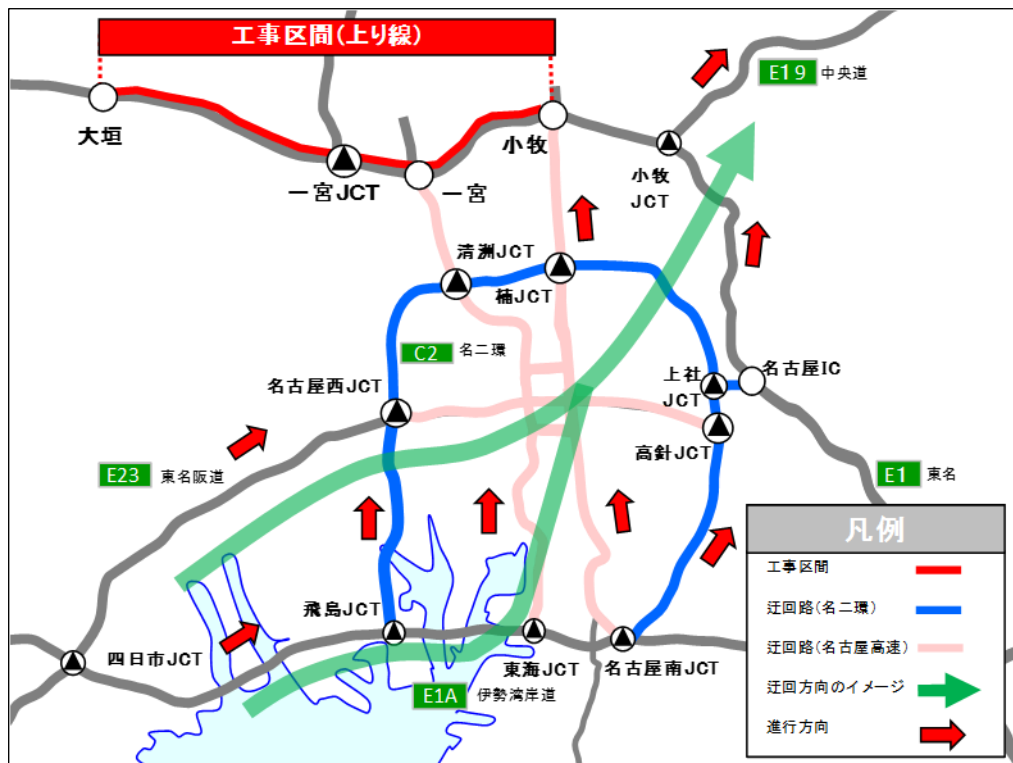 工事区間(上り線)
E19 中央道
大垣
小牧
一宮JCT
一宮
小牧
JCT
清洲JCT
楠JCT
C2 名二環
名古屋西JCT
上社
JCT
名古屋IC
高針JCT
E23 東名阪道
E1 東名
飛島JCT
四日市JCT
東海JCT
名古屋南JCT
E1A 伊勢湾岸道
凡例
工事区間
迂回路(名二環)
迂回路(名古屋高速)
迂回方向のイメージ
進行方向